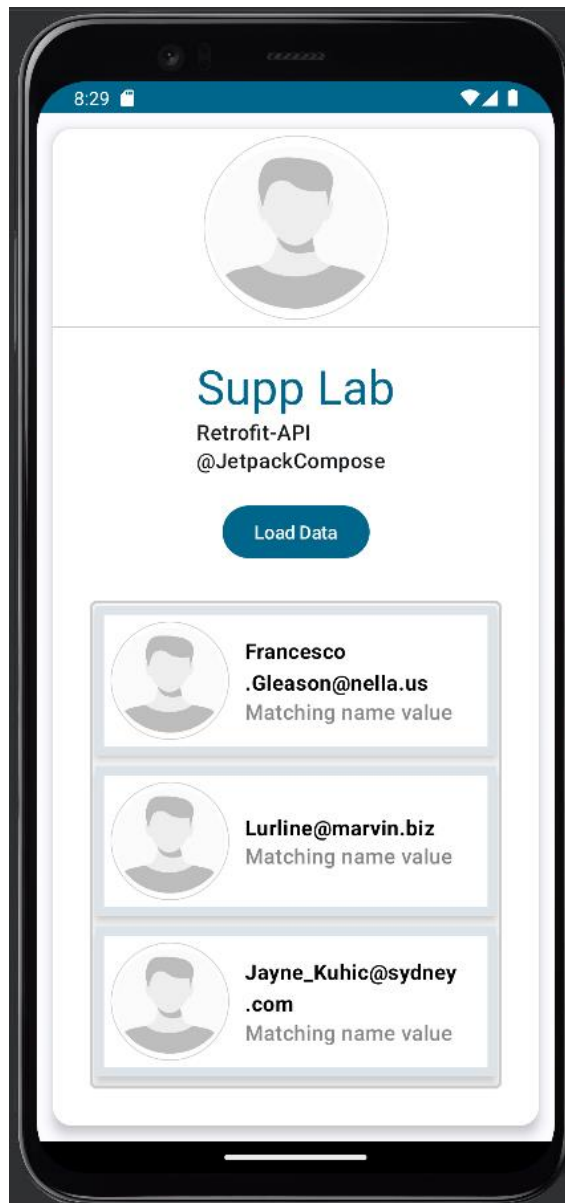 8:29
Supp Lab
Retrofit-API
@JetpackCompose
Load Data
Francesco
.Gleason@nella.us
Matching name value
Lurline@marvin.biz
Matching name value
Jayne_Kuhic@sydney
.com
Matching name value